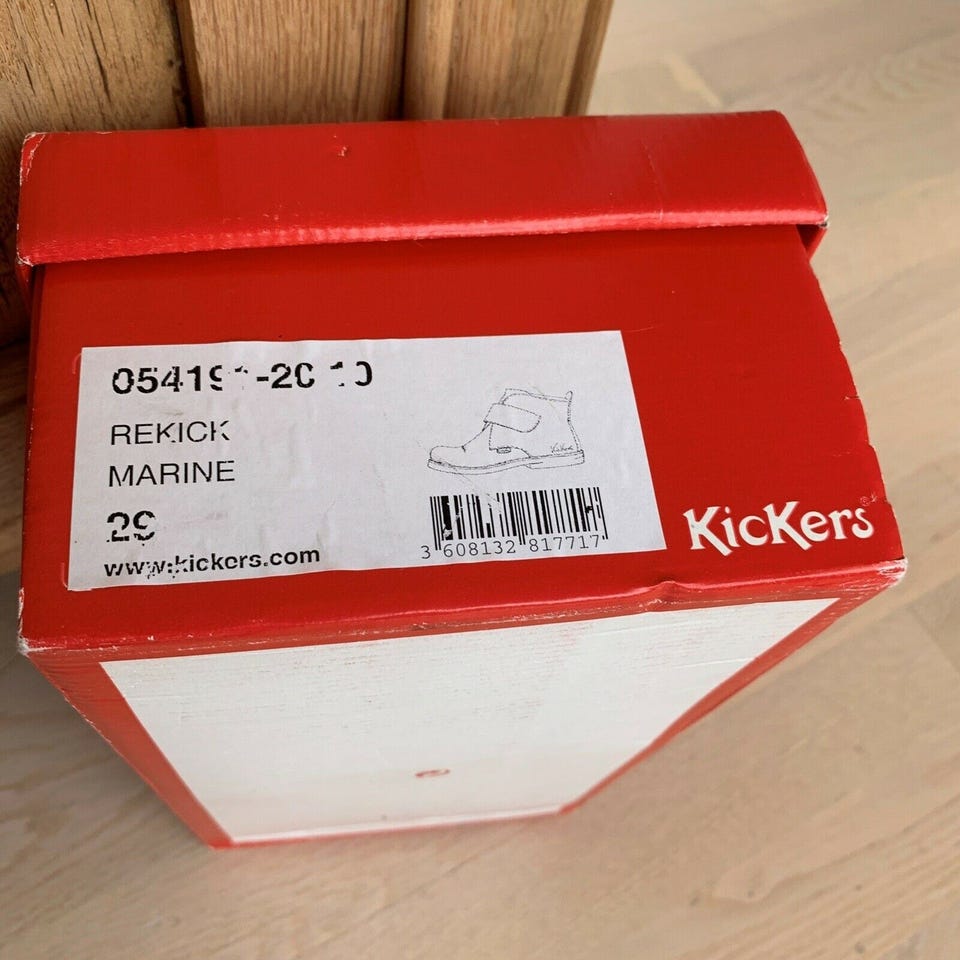 REKICK
MARINE
29
www.kickers.com
3 608132 817717
KicKers